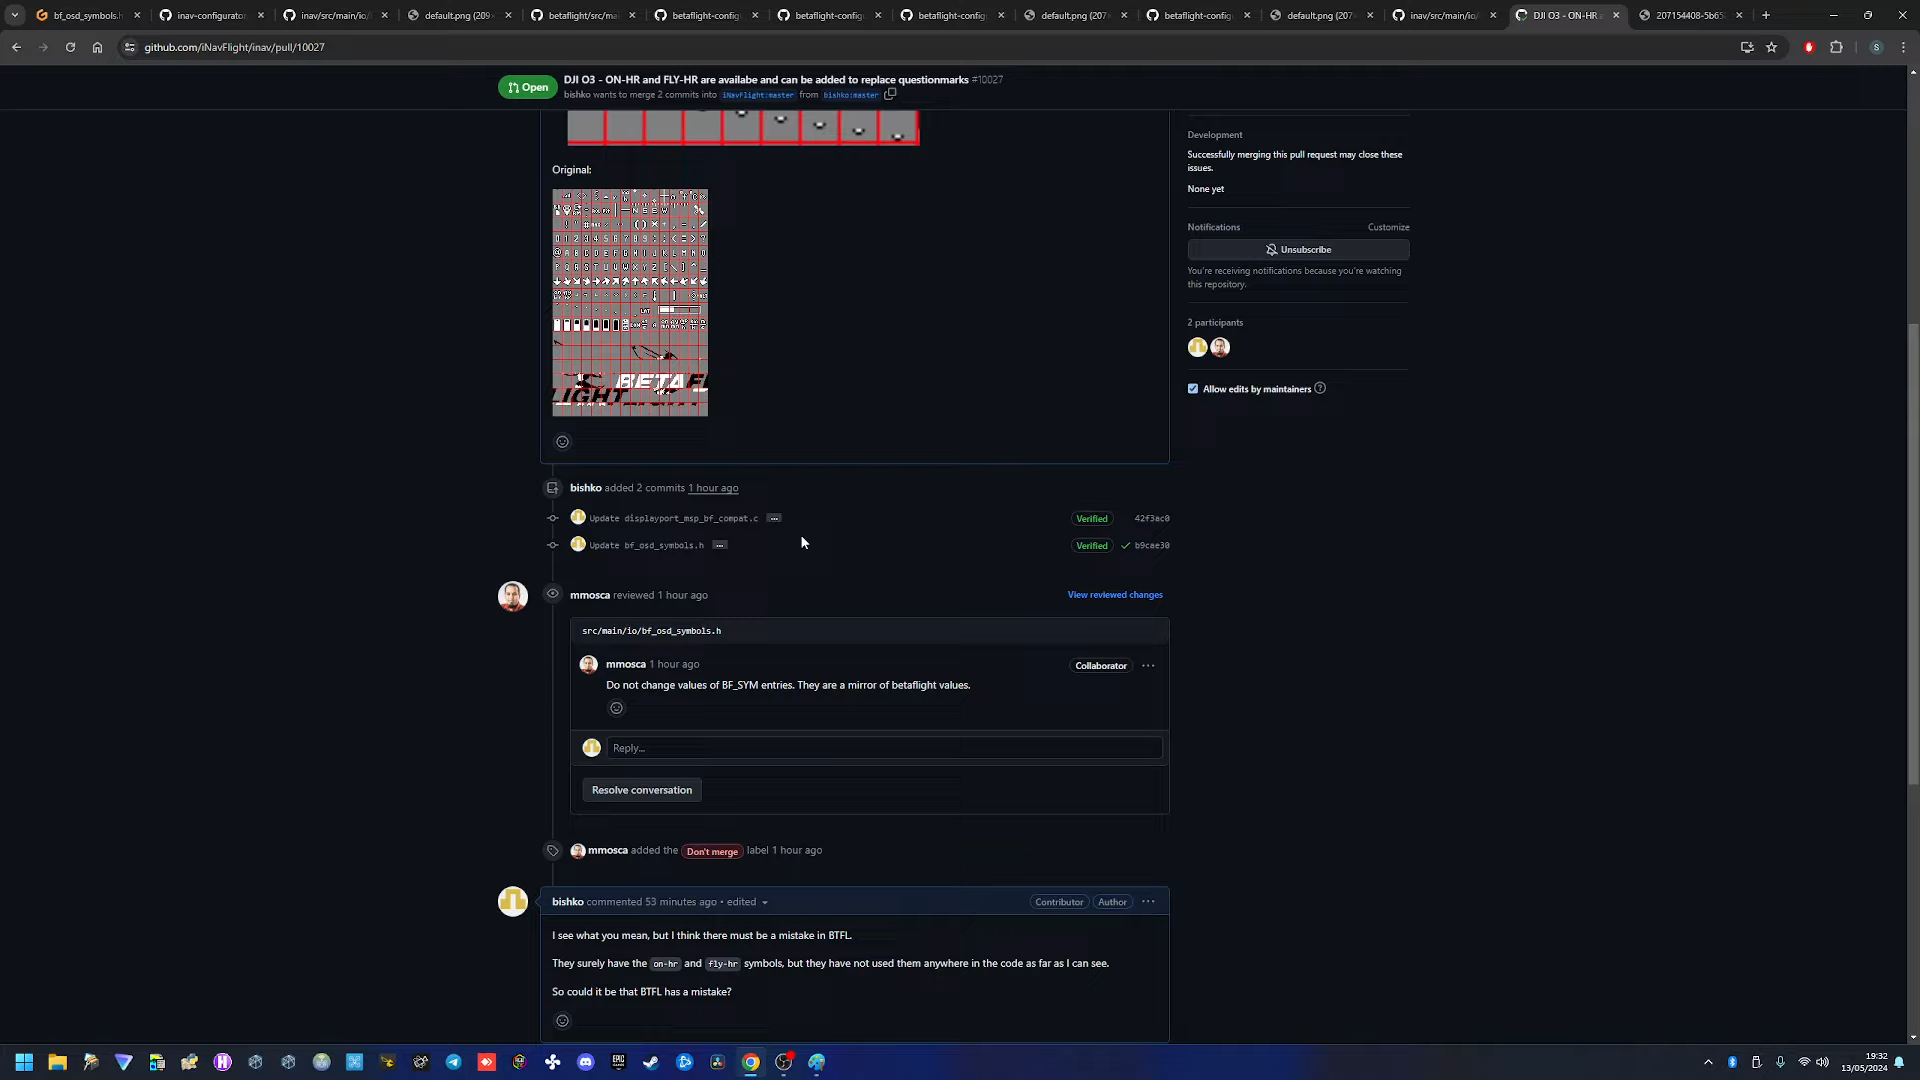 bf_osd_symbols.h
inav-configurator
inav/src/main/io/
default.png (209
betaflight/src/ma
betaflight-config
betaflight-config
betaflight-config
default.png (207
betaflight-config
default.png (207
inav/src/main/io
DJI O3 - ON-HR
207154408-5b65
github.com/iNavFlight/inav/pull/10027
Open
DJI O3 - ON-HR and FLY-HR are availabe and can be added to replace questionmarks #10027
bishko wants to merge 2 commits into iNavFlight:master from bishko:master
Original:
BETAF
LIGHT
Development
Successfully merging this pull request may close these
issues.
None yet
Notifications
Customize
Unsubscribe
You're receiving notifications because you're watching
this repository.
2 participants
Allow edits by maintainers
bishko added 2 commits 1 hour ago
Update displayport_msp_bf_compat.c ...
Verified
42f3ac0
Update bf_osd_symbols.h ...
Verified
b9cae30
mmosca reviewed 1 hour ago
View reviewed changes
src/main/io/bf_osd_symbols.h
mmosca 1 hour ago
Collaborator ...
Do not change values of BF_SYM entries. They are a mirror of betaflight values.
Reply...
Resolve conversation
mmosca added the Don't merge label 1 hour ago
bishko commented 53 minutes ago • edited
Contributor
Author ...
I see what you mean, but I think there must be a mistake in BTFL.
They surely have the on-hr and fly-hr symbols, but they have not used them anywhere in the code as far as I can see.
So could it be that BTFL has a mistake?
19:32
13/05/2024